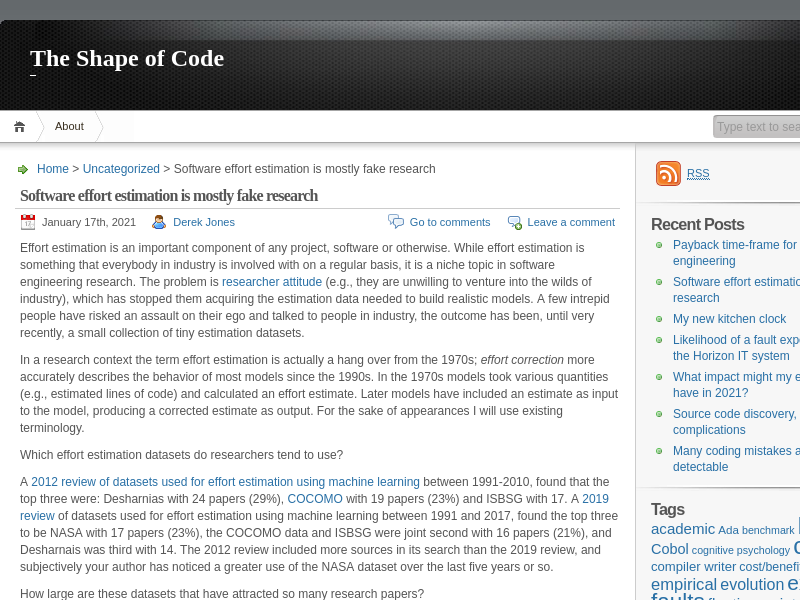 The Shape of Code
About
Type text to
Home > Uncategorized > Software effort estimation is mostly fake research
Software effort estimation is mostly fake research
January 17th, 2021 Derek Jones Go to comments Leave a comment
Effort estimation is an important component of any project, software or otherwise. While effort estimation is
something that everybody in industry is involved with on a regular basis, it is a niche topic in software
engineering research. The problem is researcher attitude (e.g., they are unwilling to venture into the wilds of
industry), which has stopped them acquiring the estimation data needed to build realistic models. A few intrepid
people have risked an assault on their ego and talked to people in industry, the outcome has been, until very
recently, a small collection of tiny estimation datasets.
In a research context the term effort estimation is actually a hang over from the 1970s; effort correction more
accurately describes the behavior of most models since the 1990s. In the 1970s models took various quantities
(e.g., estimated lines of code) and calculated an effort estimate. Later models have included an estimate as input
to the model, producing a corrected estimate as output. For the sake of appearances I will use existing
terminology.
Which effort estimation datasets do researchers tend to use?
A 2012 review of datasets used for effort estimation using machine learning between 1991-2010, found that the
top three were: Desharnias with 24 papers (29%), COCOMO with 19 papers (23%) and ISBSG with 17. A 2019
review of datasets used for effort estimation using machine learning between 1991 and 2017, found the top three
to be NASA with 17 papers (23%), the COCOMO data and ISBSG were joint second with 16 papers (21%), and
Desharnais was third with 14. The 2012 review included more sources in its search than the 2019 review, and
subjectively your author has noticed a greater use of the NASA dataset over the last five years or so.
How large are these datasets that have attracted so many research papers?
RSS
Recent Posts
Payback time-frame for
engineering
Software effort
research
My new kitchen clock
Likelihood of a fault
the Horizon IT system
What impact might my
have in 2021?
Source code discovery,
complications
Many coding mistakes
detectable
Tags
academic Ada benchmark
Cobol cognitive psychology
compiler writer
empirical evolution
faults